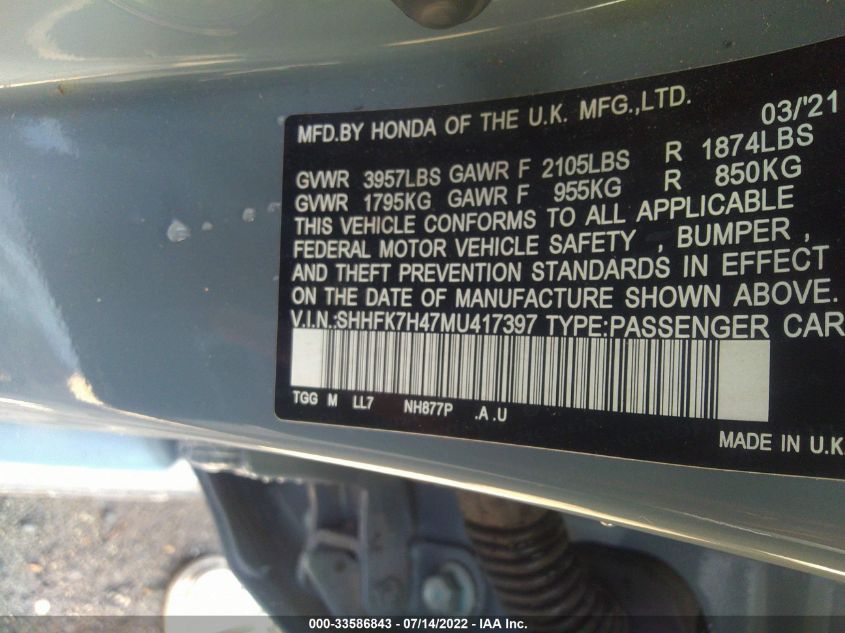 MFD.BY HONDA OF THE U.K. MFG.,LTD. 03/'21
GVWR 3957LBS GAWR F 2105LBS R 1874LBS
GVWR 1795KG GAWR F 955KG R 850KG
THIS VEHICLE CONFORMS TO ALL APPLICABLE
FEDERAL MOTOR VEHICLE SAFETY , BUMPER ,
AND THEFT PREVENTION STANDARDS IN EFFECT
ON THE DATE OF MANUFACTURE SHOWN ABOVE.
V.I.N.:SHHFK7H47MU417397 TYPE:PASSENGER CAR
TGG M LL7 NH877P .A.U
MADE IN U.K
000-33586843 / 07/14/2022 - IAA Inc.